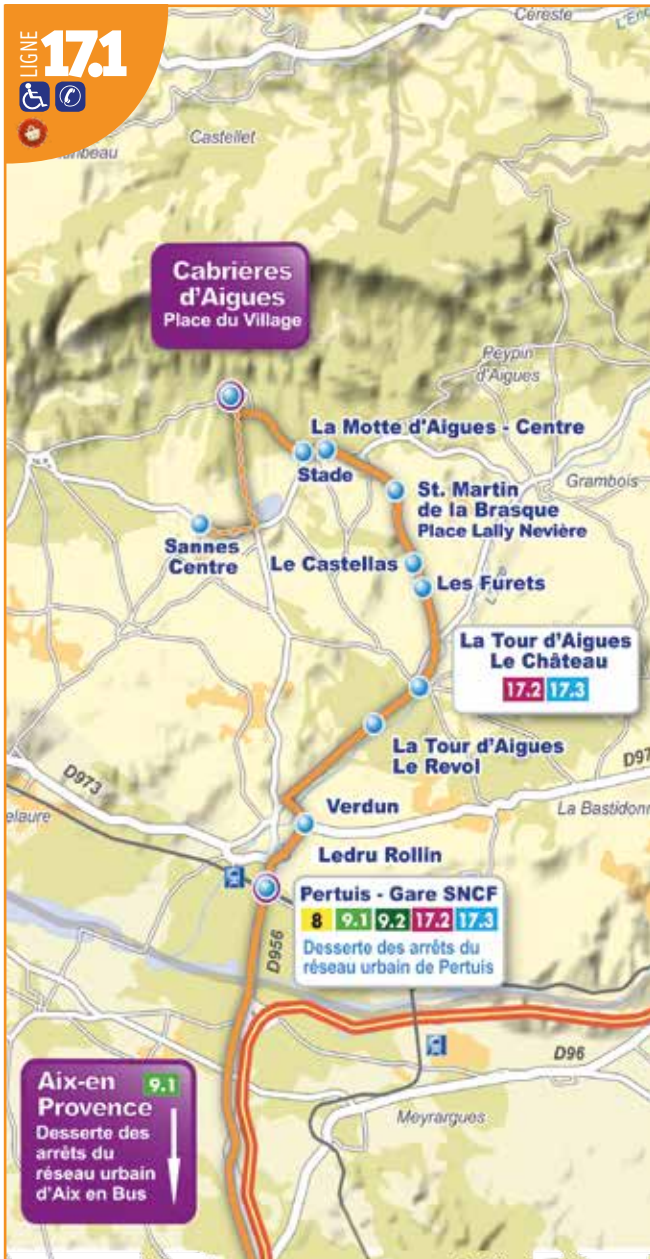 LIGNE 17.1
Céreste
Castellet
Cabrières
d'Aigues
Place du Village
Peypin
d'Aigues
La Motte d'Aigues - Centre
Stade
Grambois
St. Martin
de la Brasque
Place Lally Nevière
Sannes
Centre
Le Castellas
Les Furets
La Tour d'Aigues
Le Château
17.2 17.3
La Tour d'Aigues
Le Revol
D973
D97
elaure
Verdun
La Bastidonn
Ledru Rollin
Pertuis - Gare SNCF
8 9.1 9.2 17.2 17.3
Desserte des arrêts du
réseau urbain de Pertuis
D956
D96
Meyrargues
Aix-en 9.1
Provence
Desserte des
arrêts du
réseau urbain
d'Aix en Bus